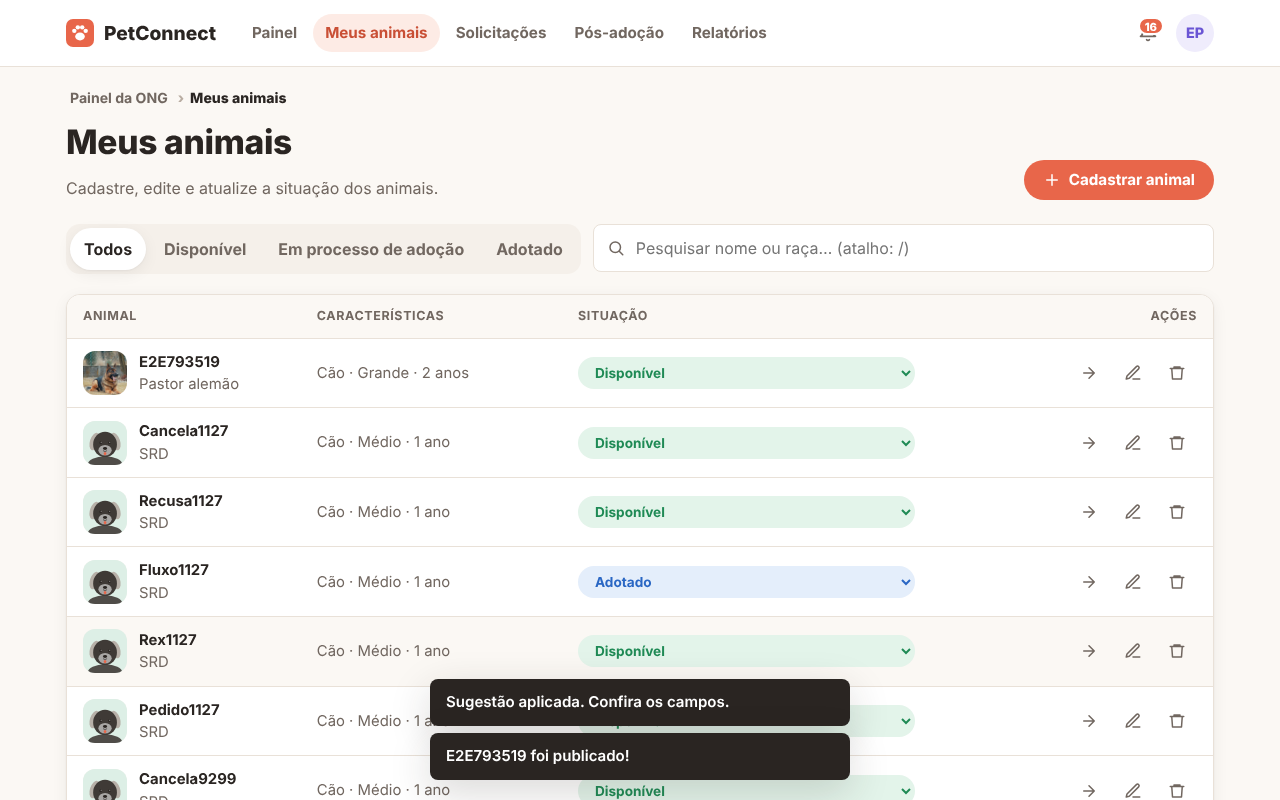 PetConnect
Painel
Meus animais
Solicitações
Pós-adoção
Relatórios
16
EP
Painel da ONG › Meus animais
Meus animais
Cadastre, edite e atualize a situação dos animais.
Cadastrar animal
Todos
Disponível
Em processo de adoção
Adotado
Pesquisar nome ou raça... (atalho: /)
ANIMAL
CARACTERÍSTICAS
SITUAÇÃO
AÇÕES
E2E793519
Pastor alemão
Cão · Grande · 2 anos
Disponível
Cancela1127
SRD
Cão · Médio · 1 ano
Disponível
Recusa1127
SRD
Cão · Médio · 1 ano
Disponível
Fluxo1127
SRD
Cão · Médio · 1 ano
Adotado
Rex1127
SRD
Cão · Médio · 1 ano
Disponível
Pedido1127
SRD
Cão · Médio · 1 a
Sugestão aplicada. Confira os campos.
E2E793519 foi publicado!
Cancela9299
SRD
Cão · Médio · 1 ano
Disponível